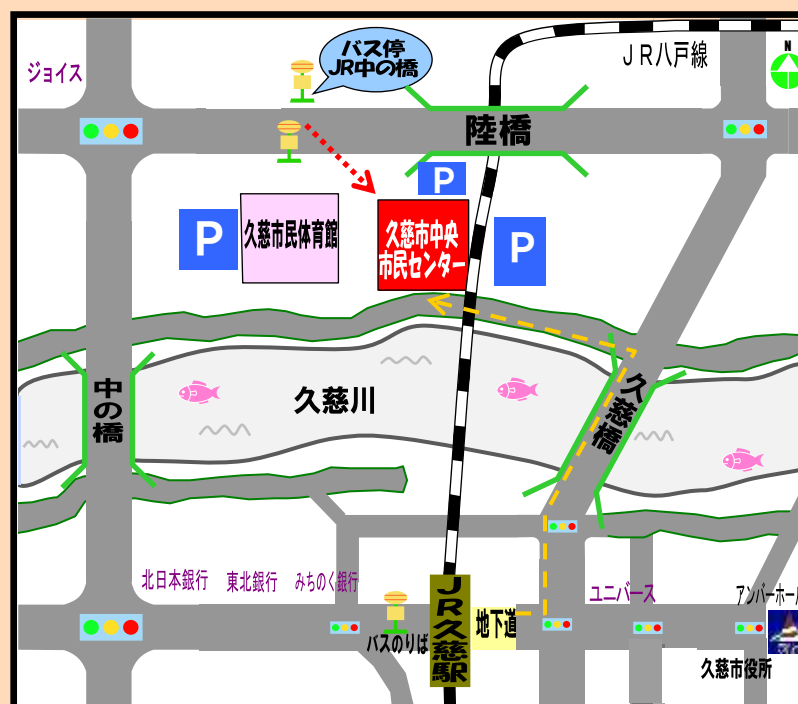 バス停
JR中の橋
ジョイス
JR八戸線
N
陸橋
P
P
久慈市民体育館
久慈市中央
市民センター
P
中の橋
久慈川
久慈橋
北日本銀行
東北銀行
みちのく銀行
ユニバース
アンバーホール
バスのりば
JR久慈駅
地下道
久慈市役所